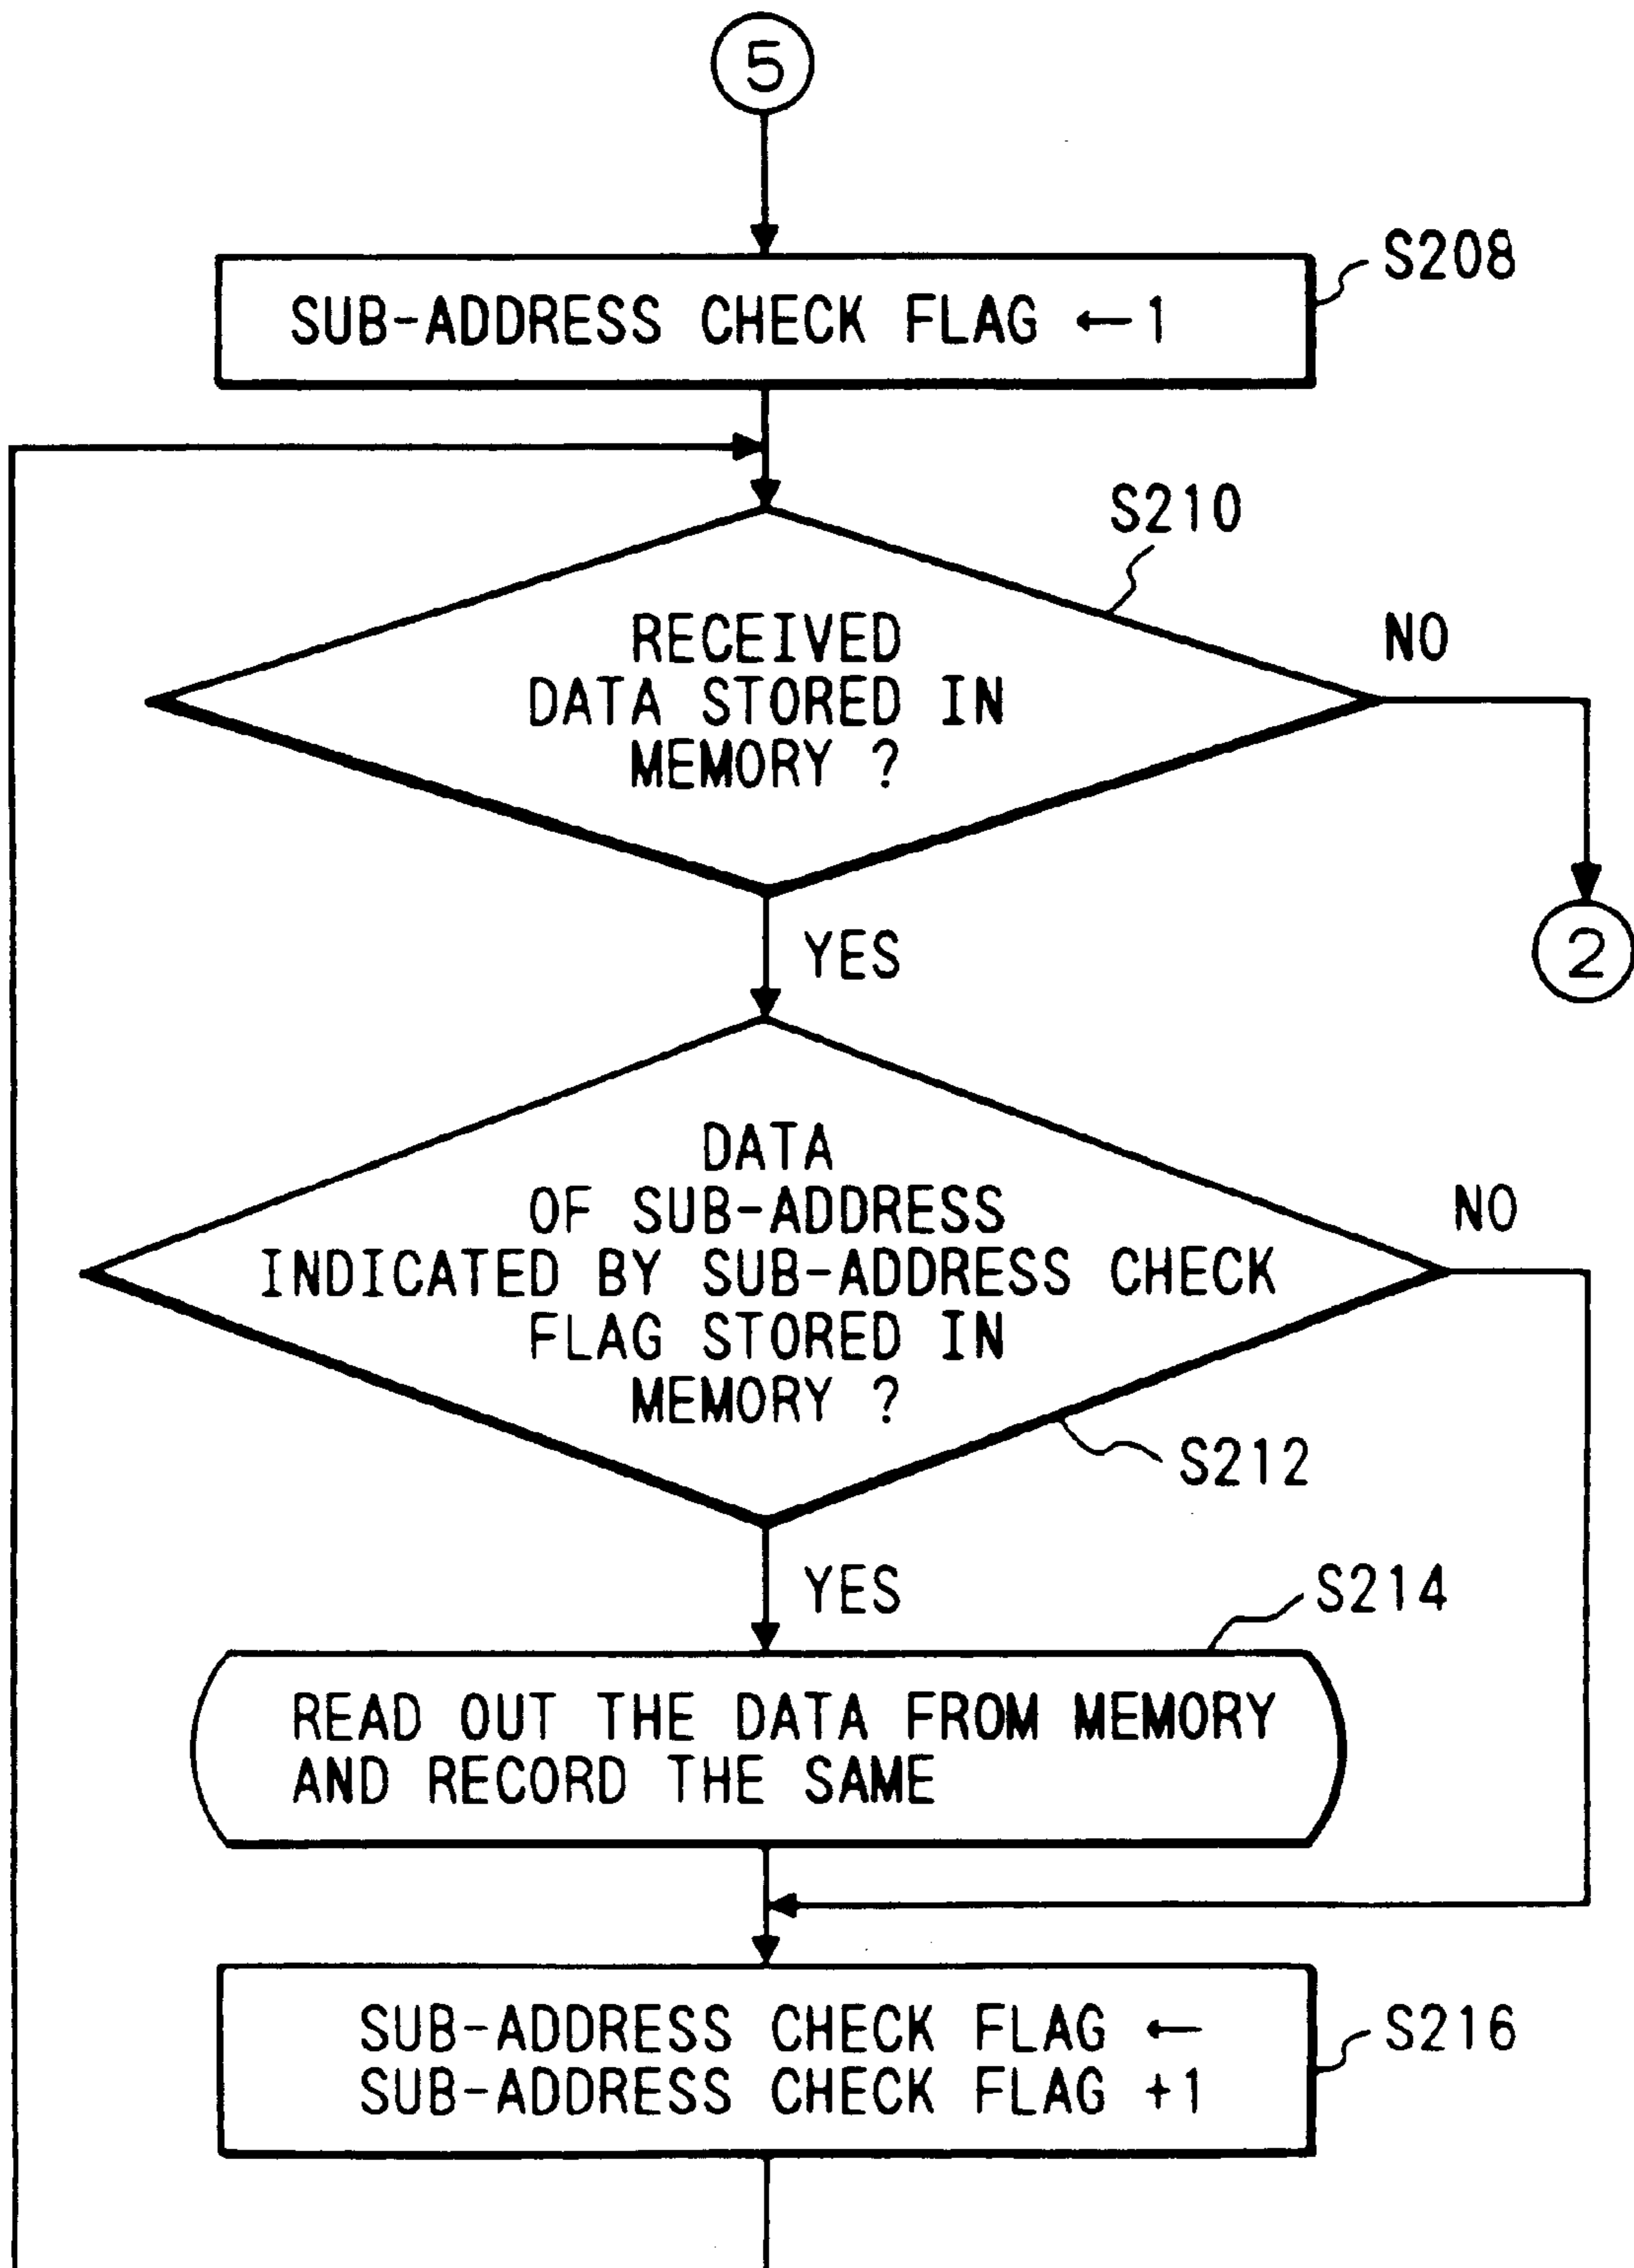 5
S208
SUB-ADDRESS CHECK FLAG ←1
S210
RECEIVED
DATA STORED IN
MEMORY ?
NO
2
YES
DATA
OF SUB-ADDRESS
INDICATED BY SUB-ADDRESS CHECK
FLAG STORED IN
MEMORY ?
NO
S212
YES
S214
READ OUT THE DATA FROM MEMORY
AND RECORD THE SAME
SUB-ADDRESS CHECK FLAG ←
SUB-ADDRESS CHECK FLAG +1
S216